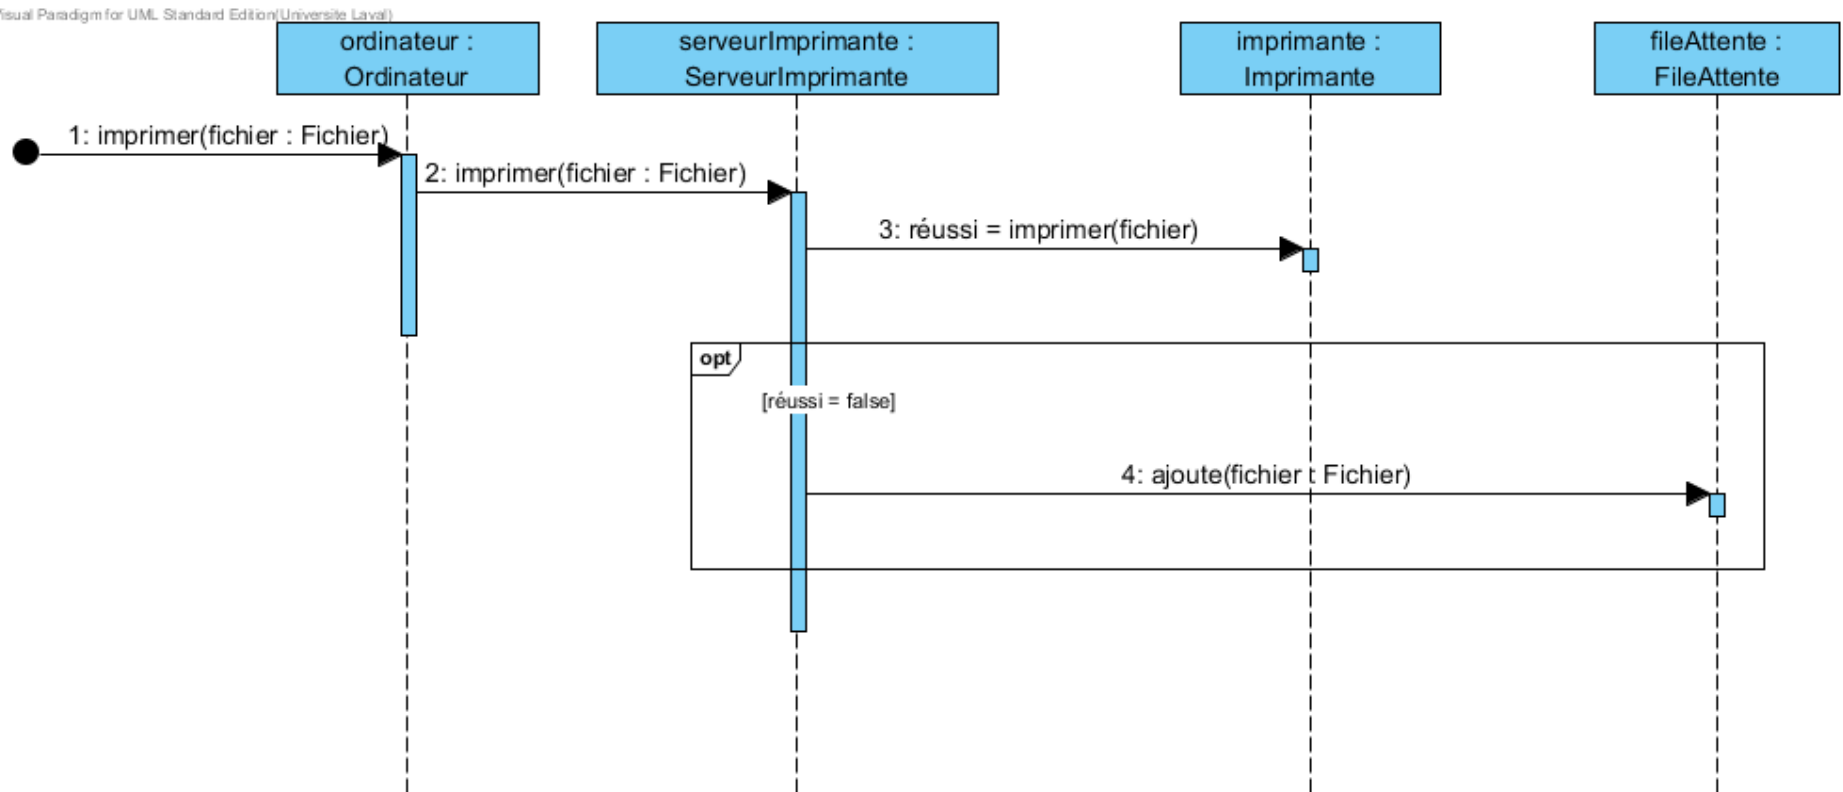 Visual Paradigm for UML Standard Edition(Universite Laval)
ordinateur :
Ordinateur
serveurImprimante :
ServeurImprimante
imprimante :
Imprimante
fileAttente :
FileAttente
1: imprimer(fichier : Fichier)
2: imprimer(fichier : Fichier)
3: réussi = imprimer(fichier)
opt
[réussi = false]
4: ajoute(fichier : Fichier)